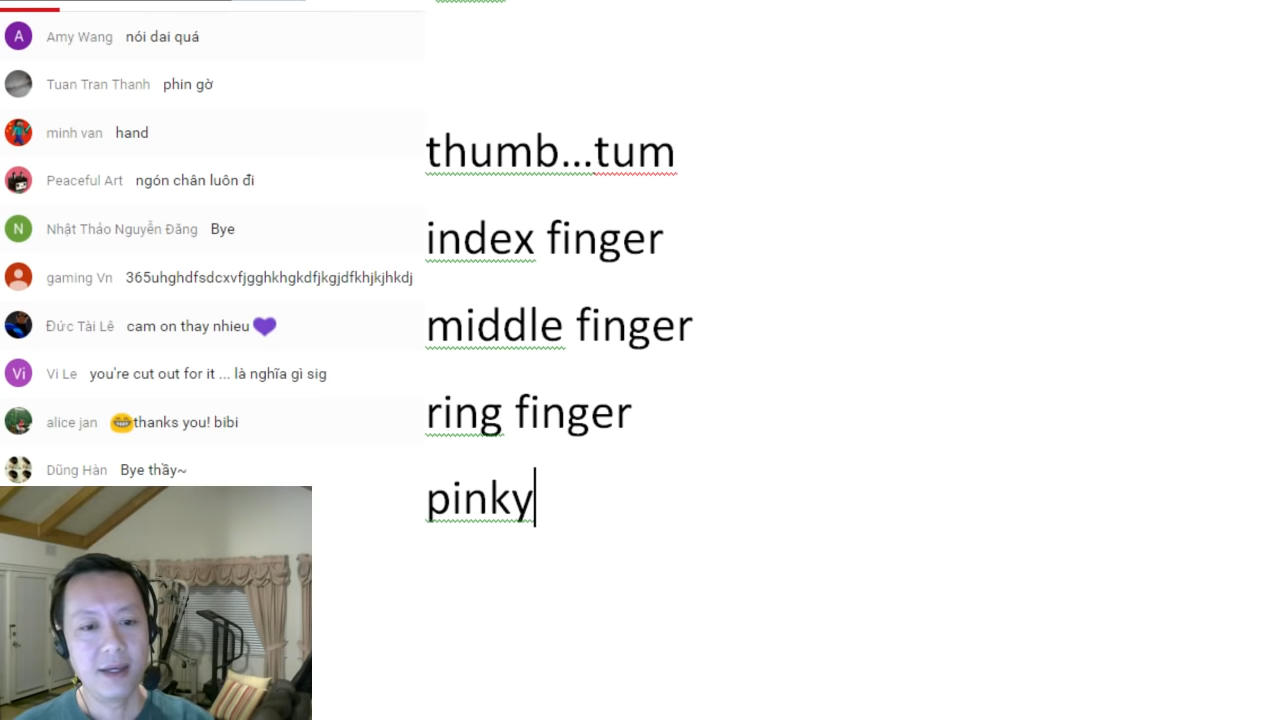 A Amy Wang nói dai quá
Tuan Tran Thanh phin gờ
minh van hand
Peaceful Art ngón chân luôn đi
N Nhật Thảo Nguyễn Đăng Bye
gaming Vn 365uhghdfsdcxvfjgghkhgkdfjkgjdfkhjkjhkdj
Đức Tài Lê cam on thay nhieu 💜
Vi Vi Le you're cut out for it ... là nghĩa gì sig
alice jan 😁thanks you! bibi
Dũng Hàn Bye thầy~
thumb...tum
index finger
middle finger
ring finger
pinky